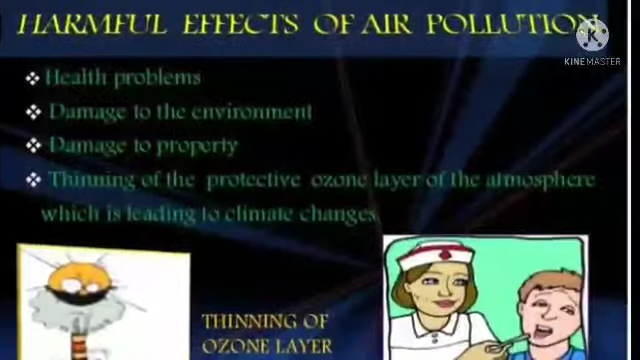 HARMFUL EFFECTS OF AIR POLLUTION
K
KINEMASTER
❖ Health problems
❖ Damage to the environment
❖ Damage to property
❖ Thinning of the protective ozone layer of the atmosphere
which is leading to climate changes
THINNING OF
OZONE LAYER